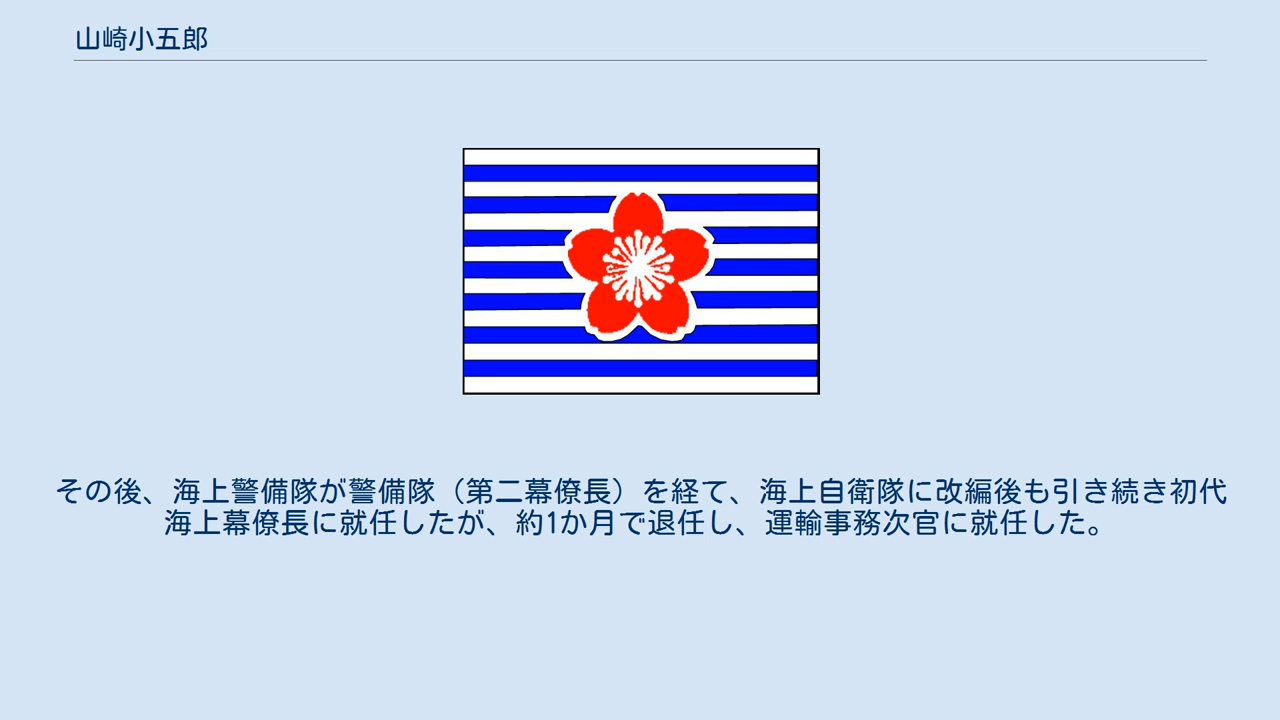 山崎小五郎
その後、海上警備隊が警備隊（第二幕僚長）を経て、海上自衛隊に改編後も引き続き初代
海上幕僚長に就任したが、約1か月で退任し、運輸事務次官に就任した。